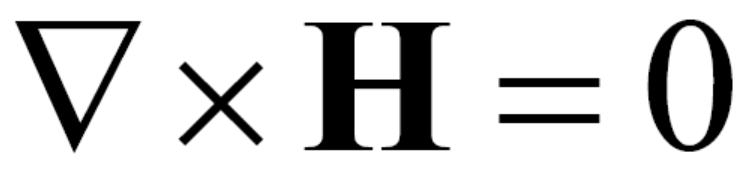 ∇ × H = 0